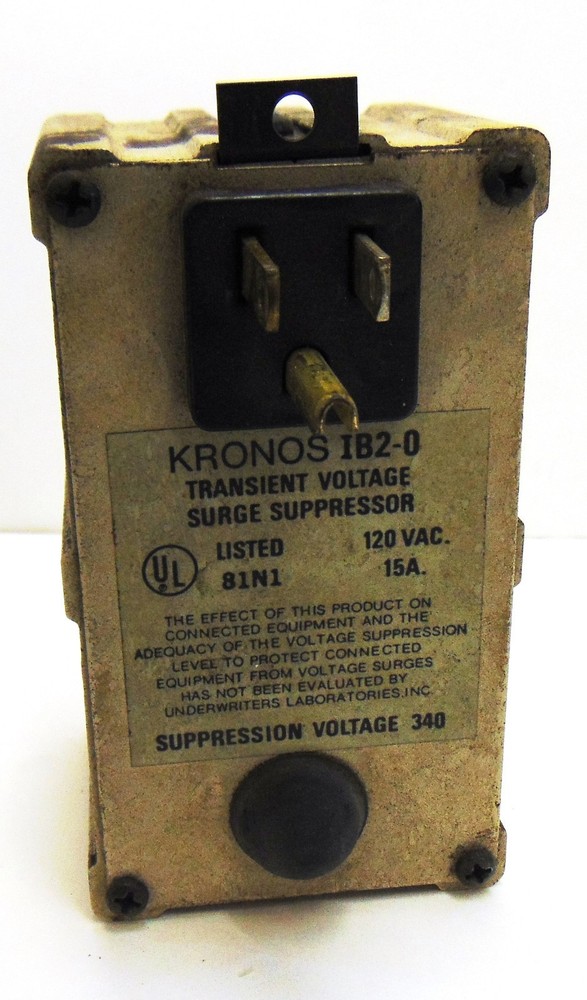 KRONOS IB2-0
TRANSIENT VOLTAGE
SURGE SUPPRESSOR
UL LISTED 120 VAC.
81N1 15A.
THE EFFECT OF THIS PRODUCT ON
CONNECTED EQUIPMENT AND THE
ADEQUACY OF THE VOLTAGE SUPPRESSION
LEVEL TO PROTECT CONNECTED
EQUIPMENT FROM VOLTAGE SURGES
HAS NOT BEEN EVALUATED BY
UNDERWRITERS LABORATORIES, INC.
SUPPRESSION VOLTAGE 340